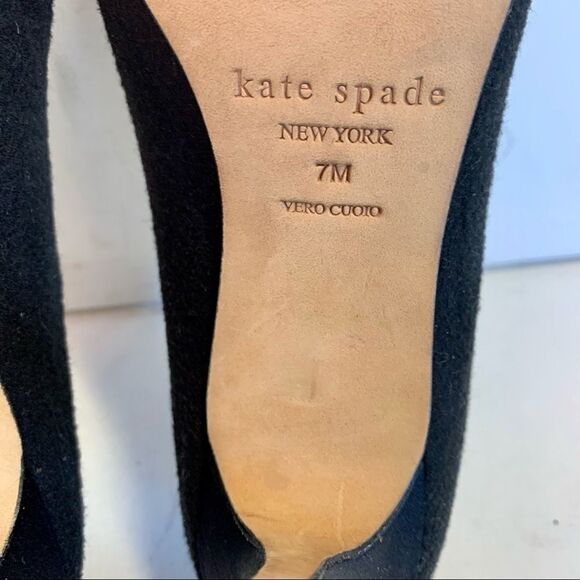 kate spade
NEW YORK
7M
VERO CUOIO